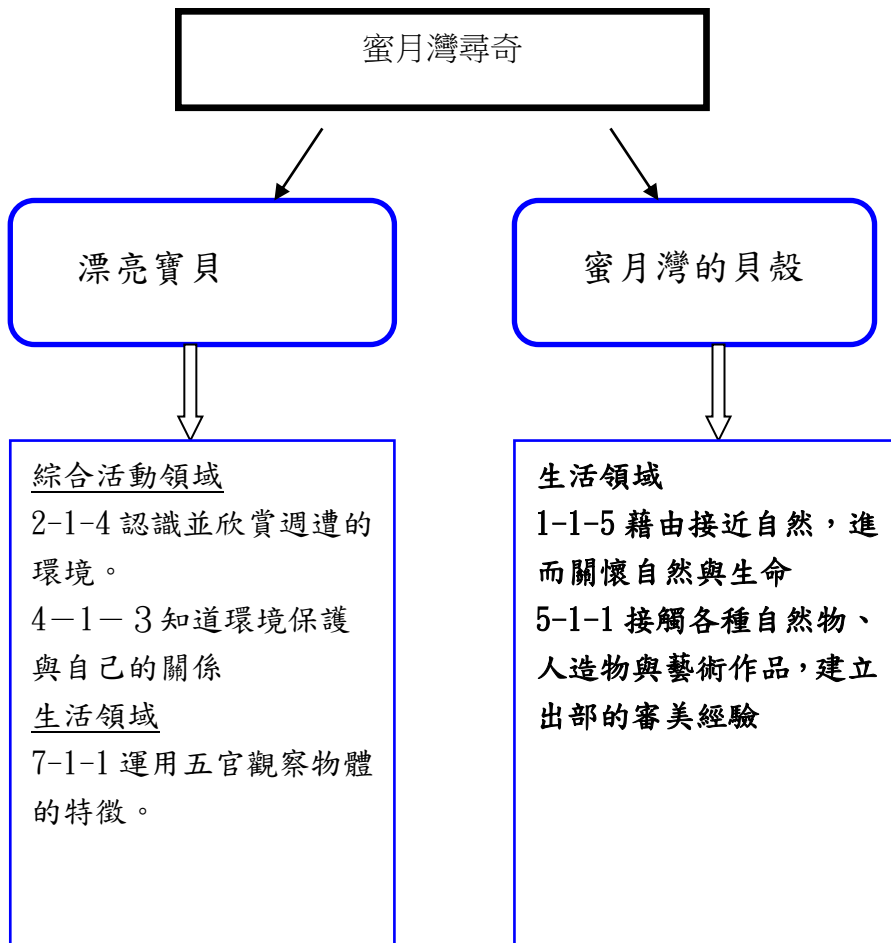 蜜月灣尋奇
漂亮寶貝
蜜月灣的貝殼
綜合活動領域
2-1-4 認識並欣賞週遭的
環境。
4－1－３知道環境保護
與自己的關係
生活領域
7-1-1 運用五官觀察物體
的特徵。
生活領域
1-1-5 藉由接近自然，進
而關懷自然與生命
5-1-1 接觸各種自然物、
人造物與藝術作品，建立
出部的審美經驗